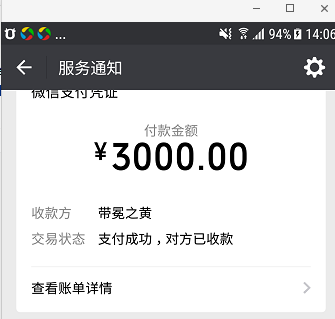 ... 94% 14:06
服务通知
微信支付凭证
付款金额
¥3000.00
收款方 带冕之黄
交易状态 支付成功，对方已收款
查看账单详情